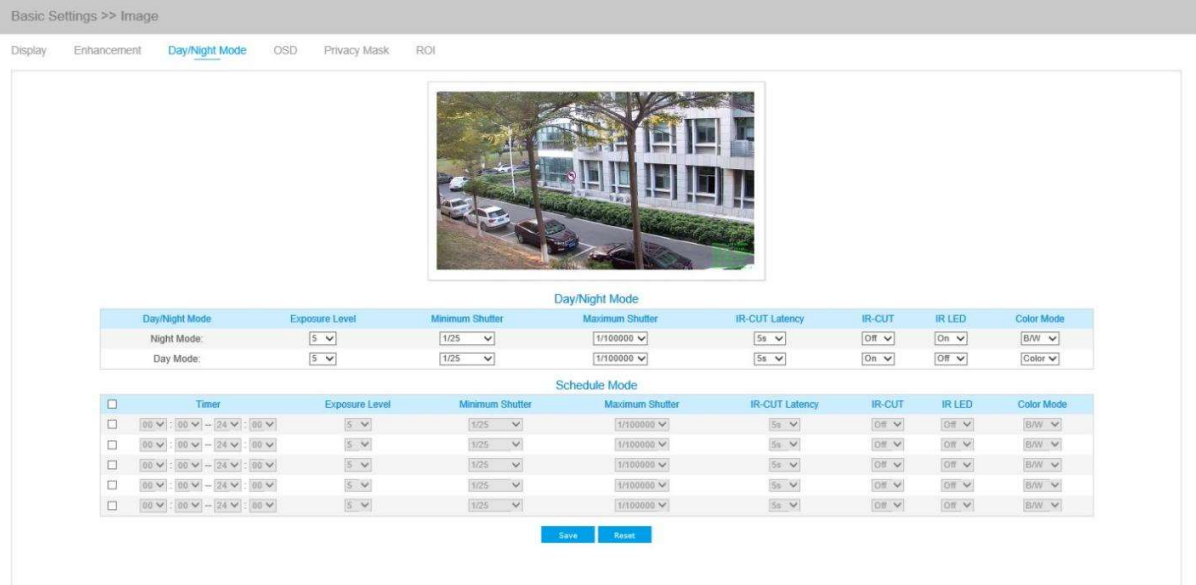 Basic Settings >> Image
Display Enhancement Day/Night Mode OSD Privacy Mask ROI
Day/Night Mode
Day/Night Mode Exposure Level Minimum Shutter Maximum Shutter IR-CUT Latency IR-CUT IR LED Color Mode
Night Mode: 5 1/25 1/100000 5s Off On B/W
Day Mode: 5 1/25 1/100000 5s On Off Color
Schedule Mode
Timer Exposure Level Minimum Shutter Maximum Shutter IR-CUT Latency IR-CUT IR LED Color Mode
00 : 00 -- 24 : 00 5 1/25 1/100000 5s Off Off B/W
00 : 00 -- 24 : 00 5 1/25 1/100000 5s Off Off B/W
00 : 00 -- 24 : 00 5 1/25 1/100000 5s Off Off B/W
00 : 00 -- 24 : 00 5 1/25 1/100000 5s Off Off B/W
00 : 00 -- 24 : 00 5 1/25 1/100000 5s Off Off B/W
Save Reset